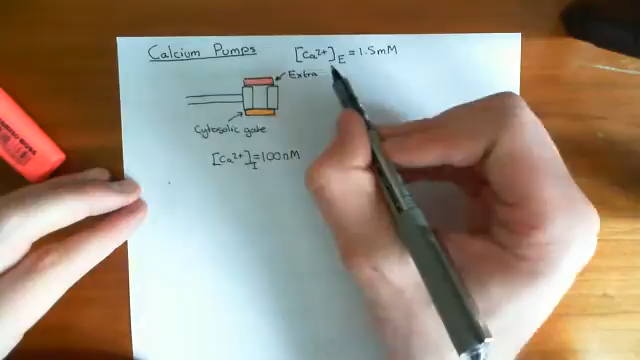 Calcium Pumps
[Ca²⁺]E = 1.5mM
Extra
Cytosolic gate
[Ca²⁺]I = 100nM